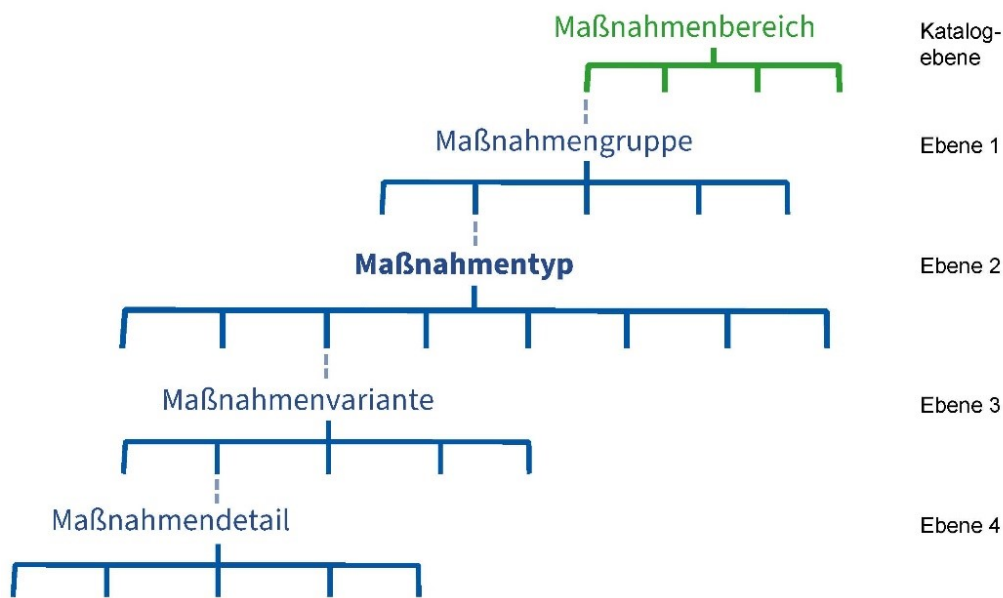 Maßnahmenbereich
Katalog-
ebene
Maßnahmengruppe
Ebene 1
Maßnahmentyp
Ebene 2
Maßnahmenvariante
Ebene 3
Maßnahmendetail
Ebene 4